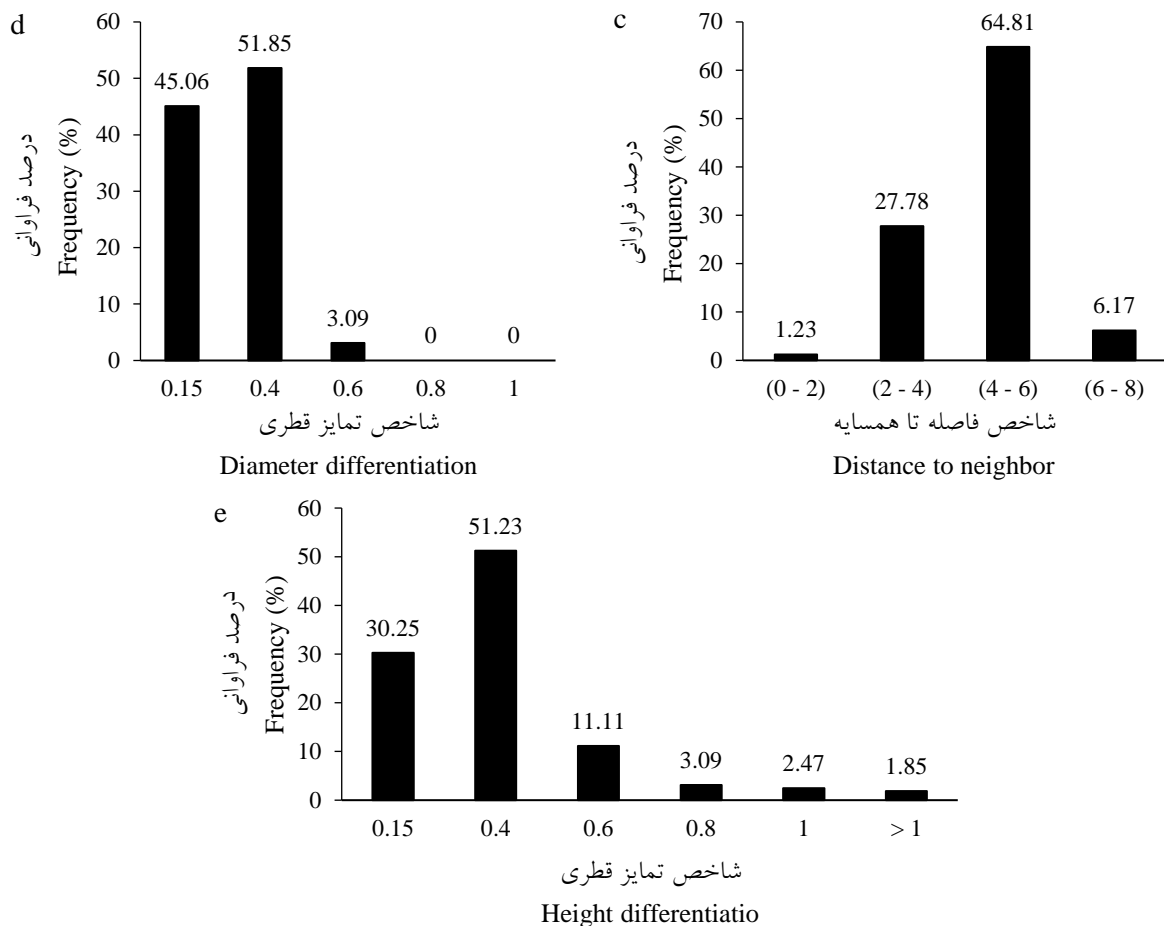 d
60
50
40
30
20
10
0
درصد فراوانی
Frequency (%)
45.06
51.85
3.09
0
0
0.15 0.4 0.6 0.8 1
شاخص تمایز قطری
Diameter differentiation
c
70
60
50
40
30
20
10
0
درصد فراوانی
Frequency (%)
1.23
27.78
64.81
6.17
(0 - 2) (2 - 4) (4 - 6) (6 - 8)
شاخص فاصله تا همسایه
Distance to neighbor
e
60
50
40
30
20
10
0
درصد فراوانی
Frequency (%)
30.25
51.23
11.11
3.09
2.47
1.85
0.15 0.4 0.6 0.8 1 > 1
شاخص تمایز قطری
Height differentiatio